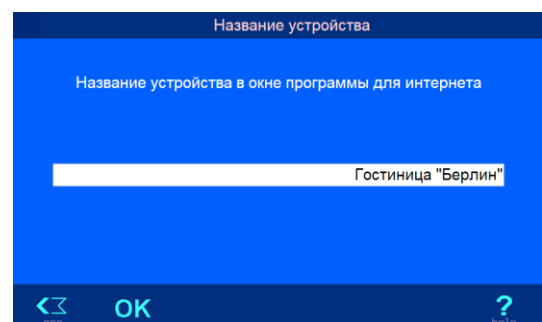 Название устройства
Название устройства в окне программы для интернета
Гостиница "Берлин"
OK
?